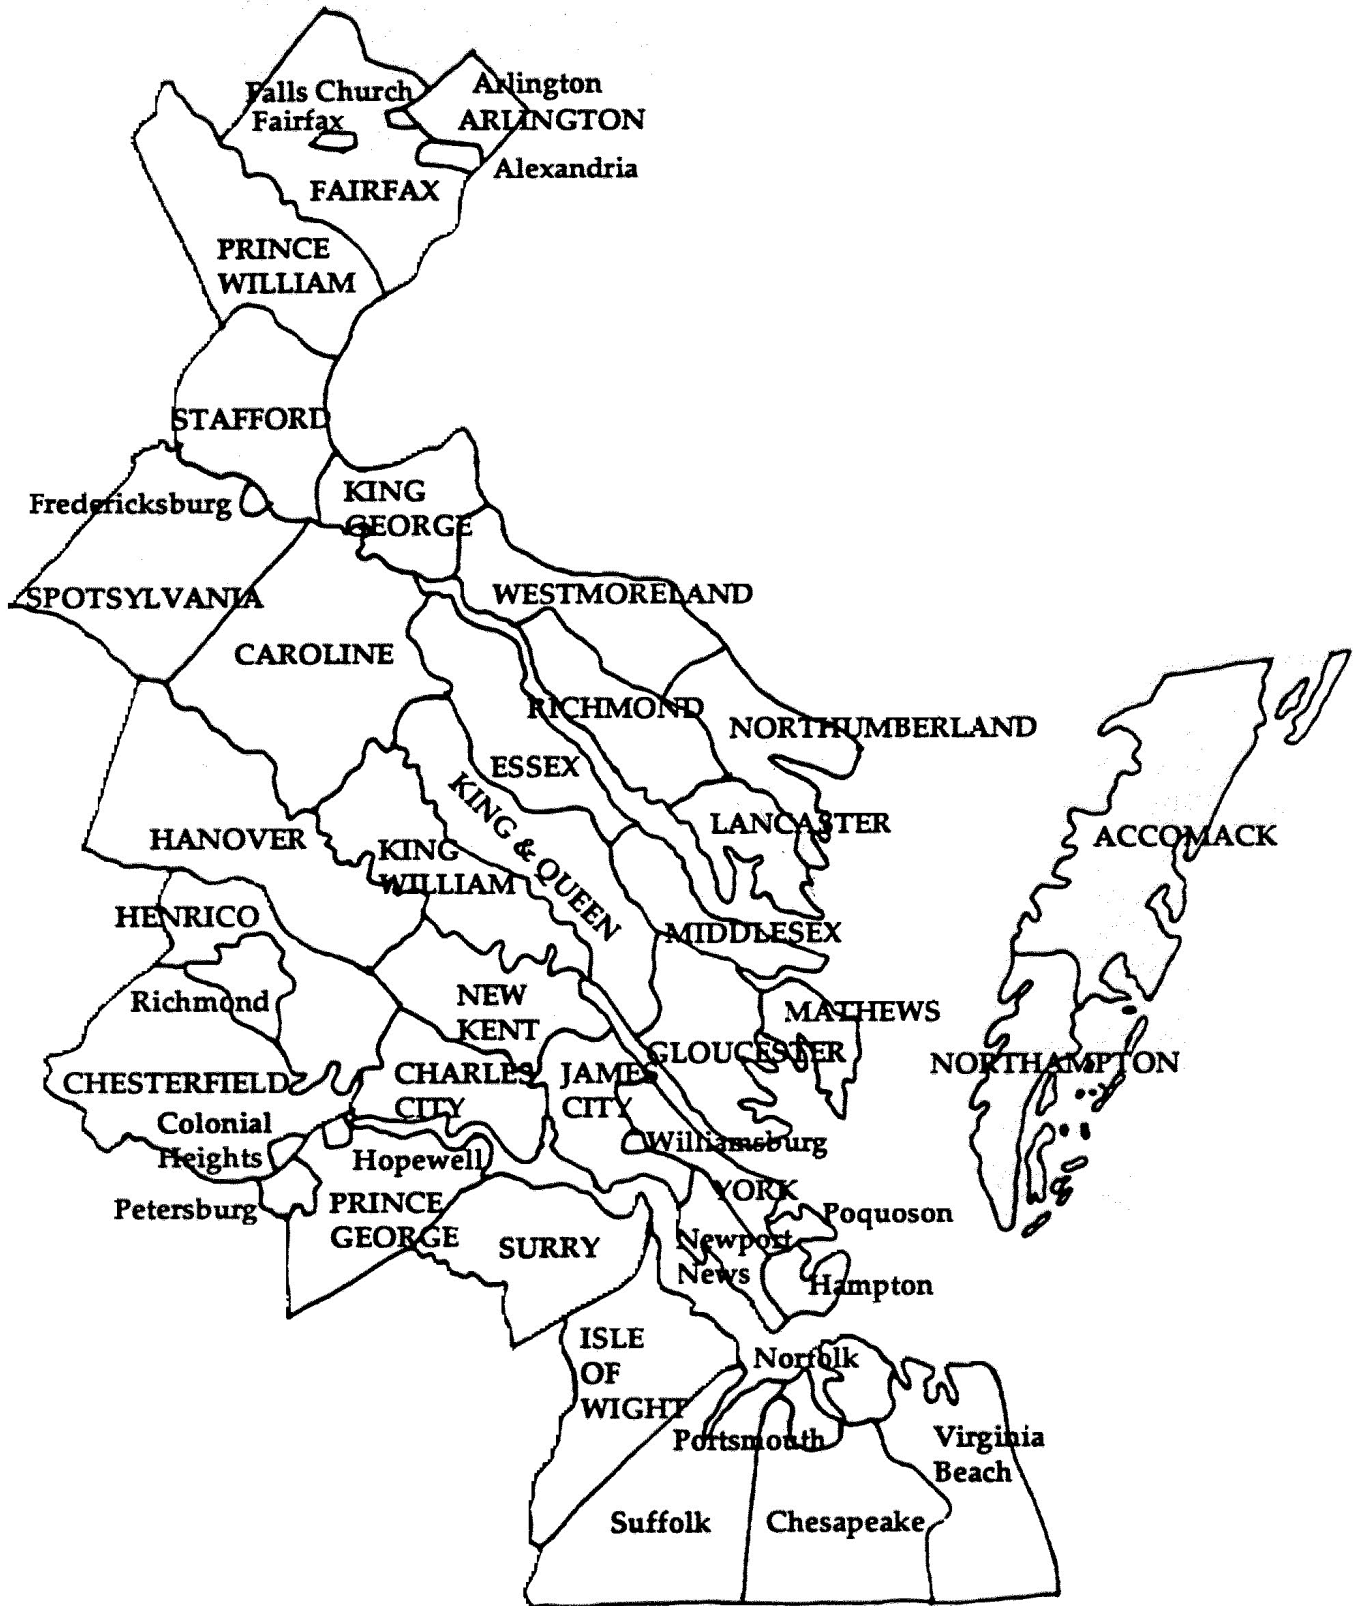 Falls Church
Arlington
Fairfax
ARLINGTON
Alexandria
FAIRFAX
PRINCE
WILLIAM
STAFFORD
KING
GEORGE
Fredericksburg
SPOTSYLVANIA
WESTMORELAND
CAROLINE
RICHMOND
NORTHUMBERLAND
ESSEX
KING & QUEEN
LANCASTER
ACCOMACK
HANOVER
KING
WILLIAM
HENRICO
MIDDLESEX
Richmond
NEW
KENT
MATHEWS
GLOUCESTER
NORTHAMPTON
CHESTERFIELD
CHARLES
CITY
JAMES
CITY
Colonial
Heights
Williamsburg
Hopewell
Petersburg
PRINCE
GEORGE
YORK
Poquoson
SURRY
Newport
News
Hampton
ISLE
OF
WIGHT
Norfolk
Portsmouth
Virginia
Beach
Suffolk
Chesapeake